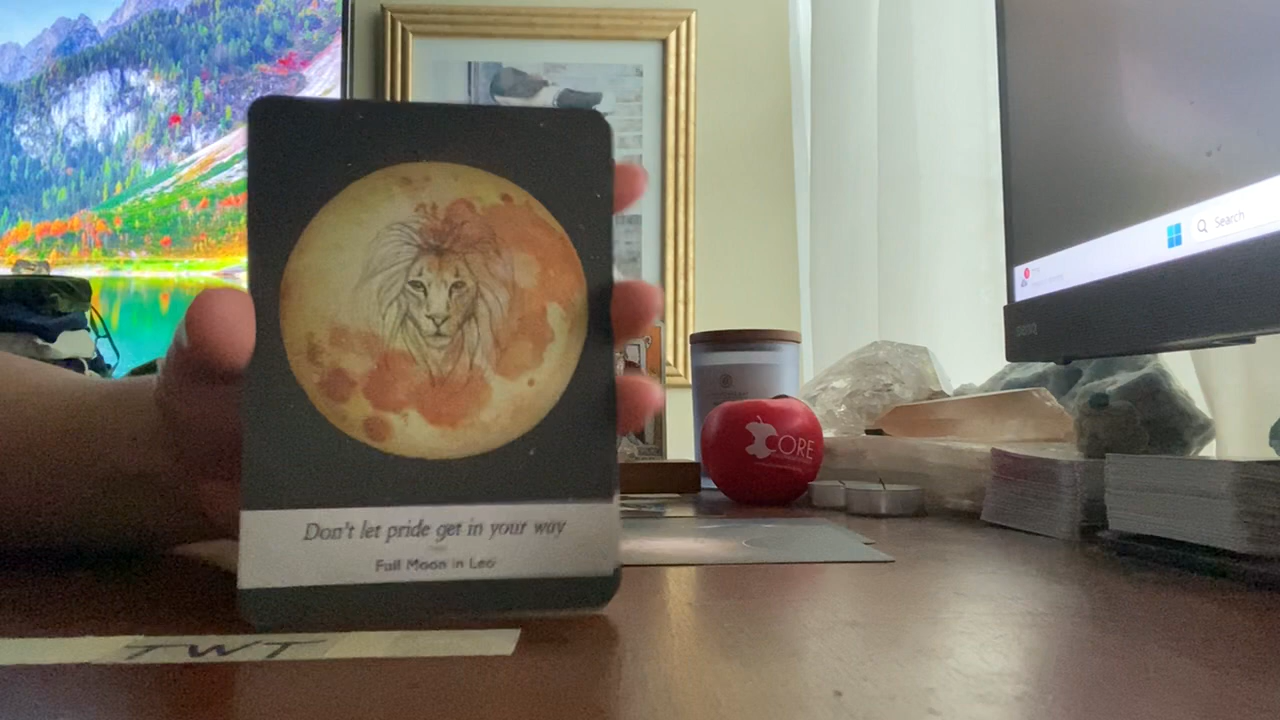 Don't let pride get in your way
Full Moon in Leo
CORE
Search
TWT